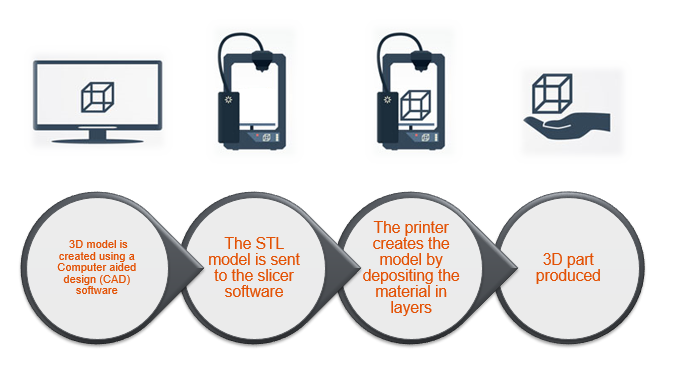 3D model is
created using a
Computer aided
design (CAD)
software
The STL
model is sent
to the slicer
software
The printer
creates the
model by
depositing the
material in
layers
3D part
produced